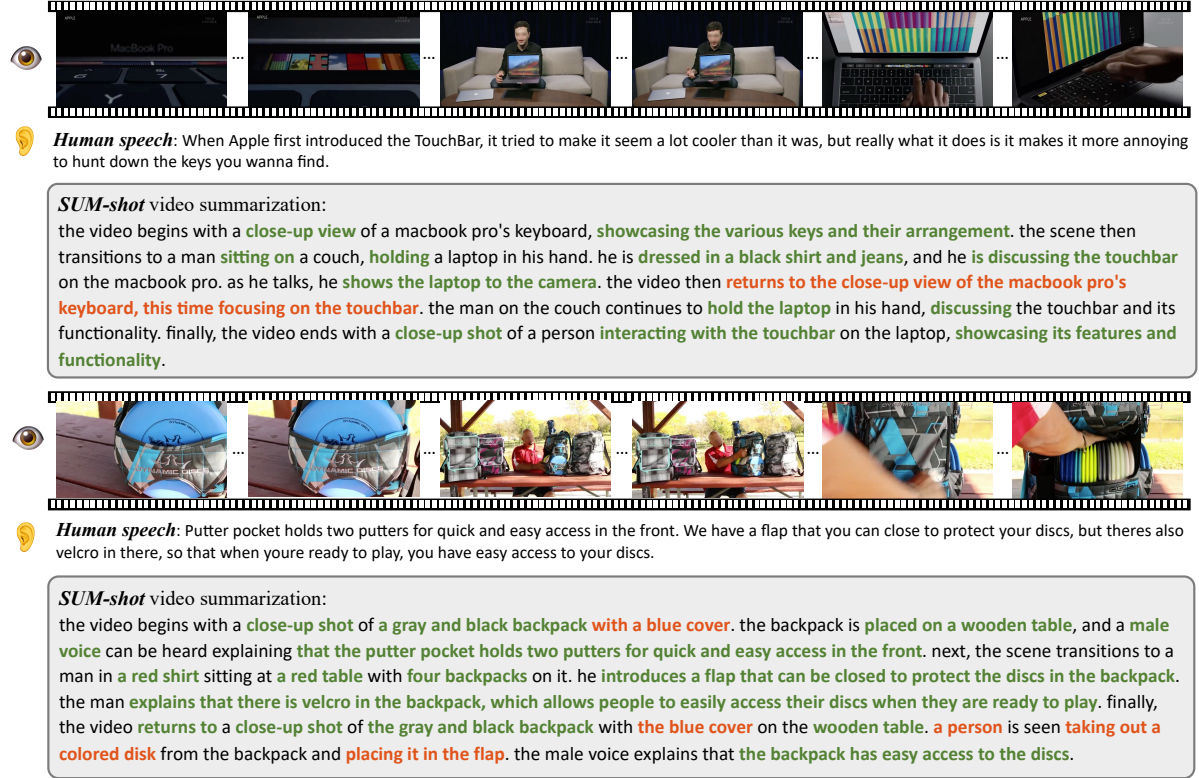 APPLE
MacBook Pro
6 7
Y
APPLE
Human speech: When Apple first introduced the TouchBar, it tried to make it seem a lot cooler than it was, but really what it does is it makes it more annoying
to hunt down the keys you wanna find.
SUM-shot video summarization:
the video begins with a close-up view of a macbook pro's keyboard, showcasing the various keys and their arrangement. the scene then
transitions to a man sitting on a couch, holding a laptop in his hand. he is dressed in a black shirt and jeans, and he is discussing the touchbar
on the macbook pro. as he talks, he shows the laptop to the camera. the video then returns to the close-up view of the macbook pro's
keyboard, this time focusing on the touchbar. the man on the couch continues to hold the laptop in his hand, discussing the touchbar and its
functionality. finally, the video ends with a close-up shot of a person interacting with the touchbar on the laptop, showcasing its features and
functionality.
DYNAMIC DISCS
Human speech: Putter pocket holds two putters for quick and easy access in the front. We have a flap that you can close to protect your discs, but theres also
velcro in there, so that when youre ready to play, you have easy access to your discs.
SUM-shot video summarization:
the video begins with a close-up shot of a gray and black backpack with a blue cover. the backpack is placed on a wooden table, and a male
voice can be heard explaining that the putter pocket holds two putters for quick and easy access in the front. next, the scene transitions to a
man in a red shirt sitting at a red table with four backpacks on it. he introduces a flap that can be closed to protect the discs in the backpack.
the man explains that there is velcro in the backpack, which allows people to easily access their discs when they are ready to play. finally,
the video returns to a close-up shot of the gray and black backpack with the blue cover on the wooden table. a person is seen taking out a
colored disk from the backpack and placing it in the flap. the male voice explains that the backpack has easy access to the discs.